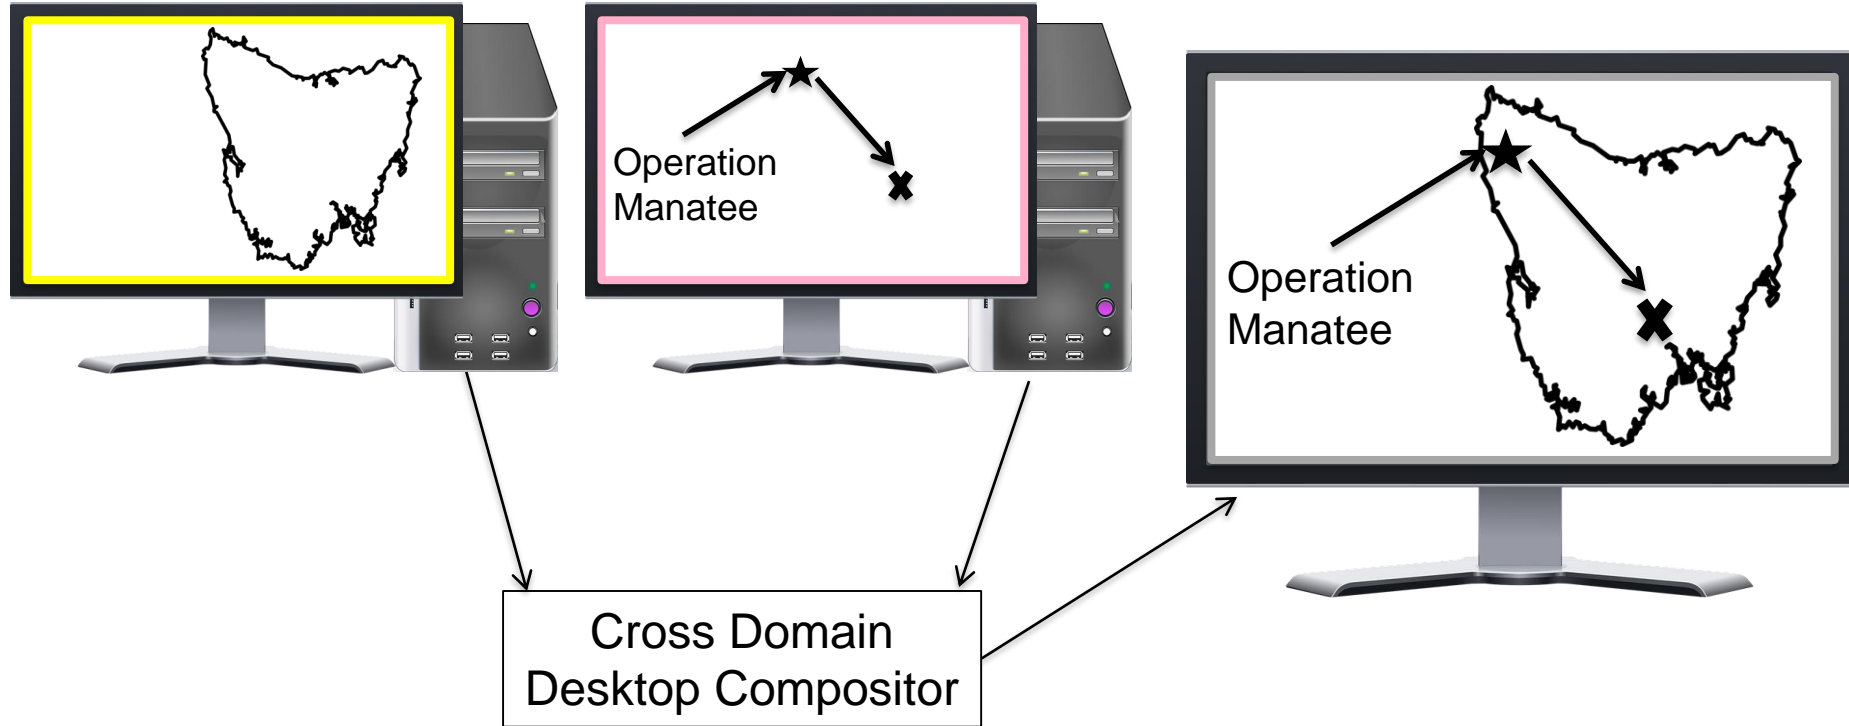 Operation
Manatee
Operation
Manatee
Cross Domain
Desktop Compositor